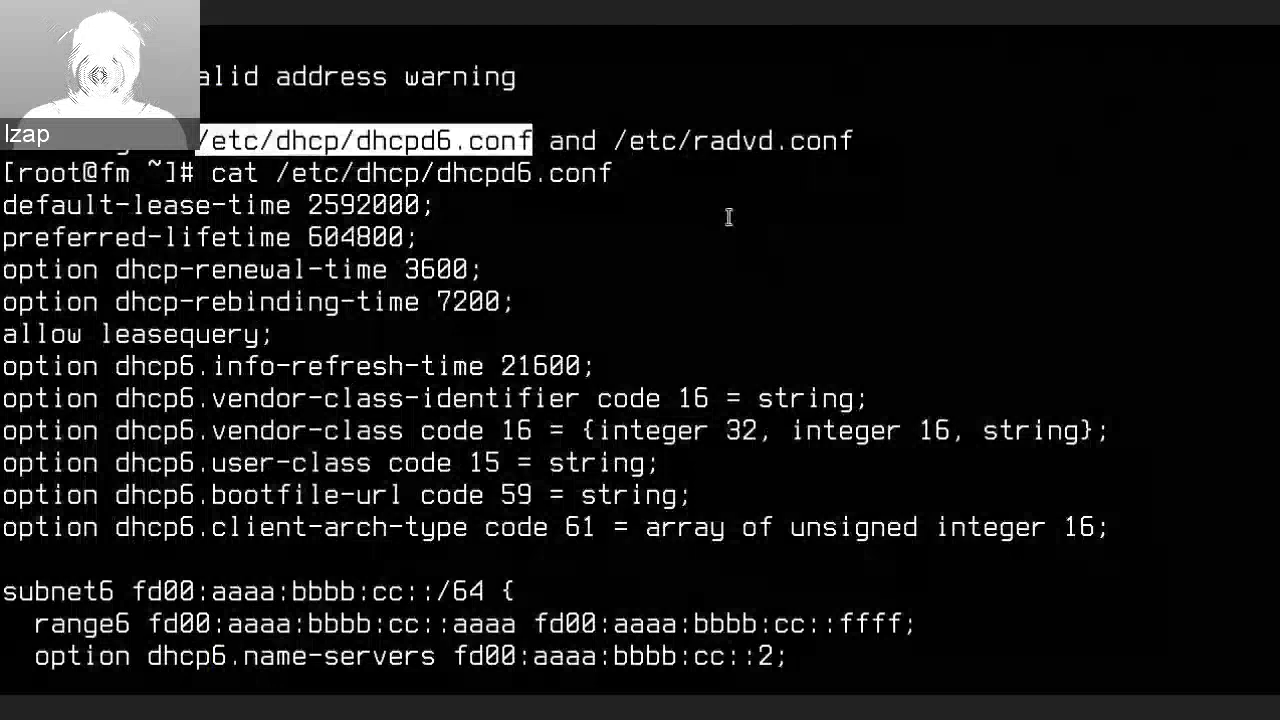 alid address warning
lzap
/etc/dhcp/dhcpd6.conf and /etc/radvd.conf
[root@fm ~]# cat /etc/dhcp/dhcpd6.conf
default-lease-time 2592000;
preferred-lifetime 604800;
option dhcp-renewal-time 3600;
option dhcp-rebinding-time 7200;
allow leasequery;
option dhcp6.info-refresh-time 21600;
option dhcp6.vendor-class-identifier code 16 = string;
option dhcp6.vendor-class code 16 = {integer 32, integer 16, string};
option dhcp6.user-class code 15 = string;
option dhcp6.bootfile-url code 59 = string;
option dhcp6.client-arch-type code 61 = array of unsigned integer 16;
subnet6 fd00:aaaa:bbbb:cc::/64 {
range6 fd00:aaaa:bbbb:cc::aaaa fd00:aaaa:bbbb:cc::ffff;
option dhcp6.name-servers fd00:aaaa:bbbb:cc::2;